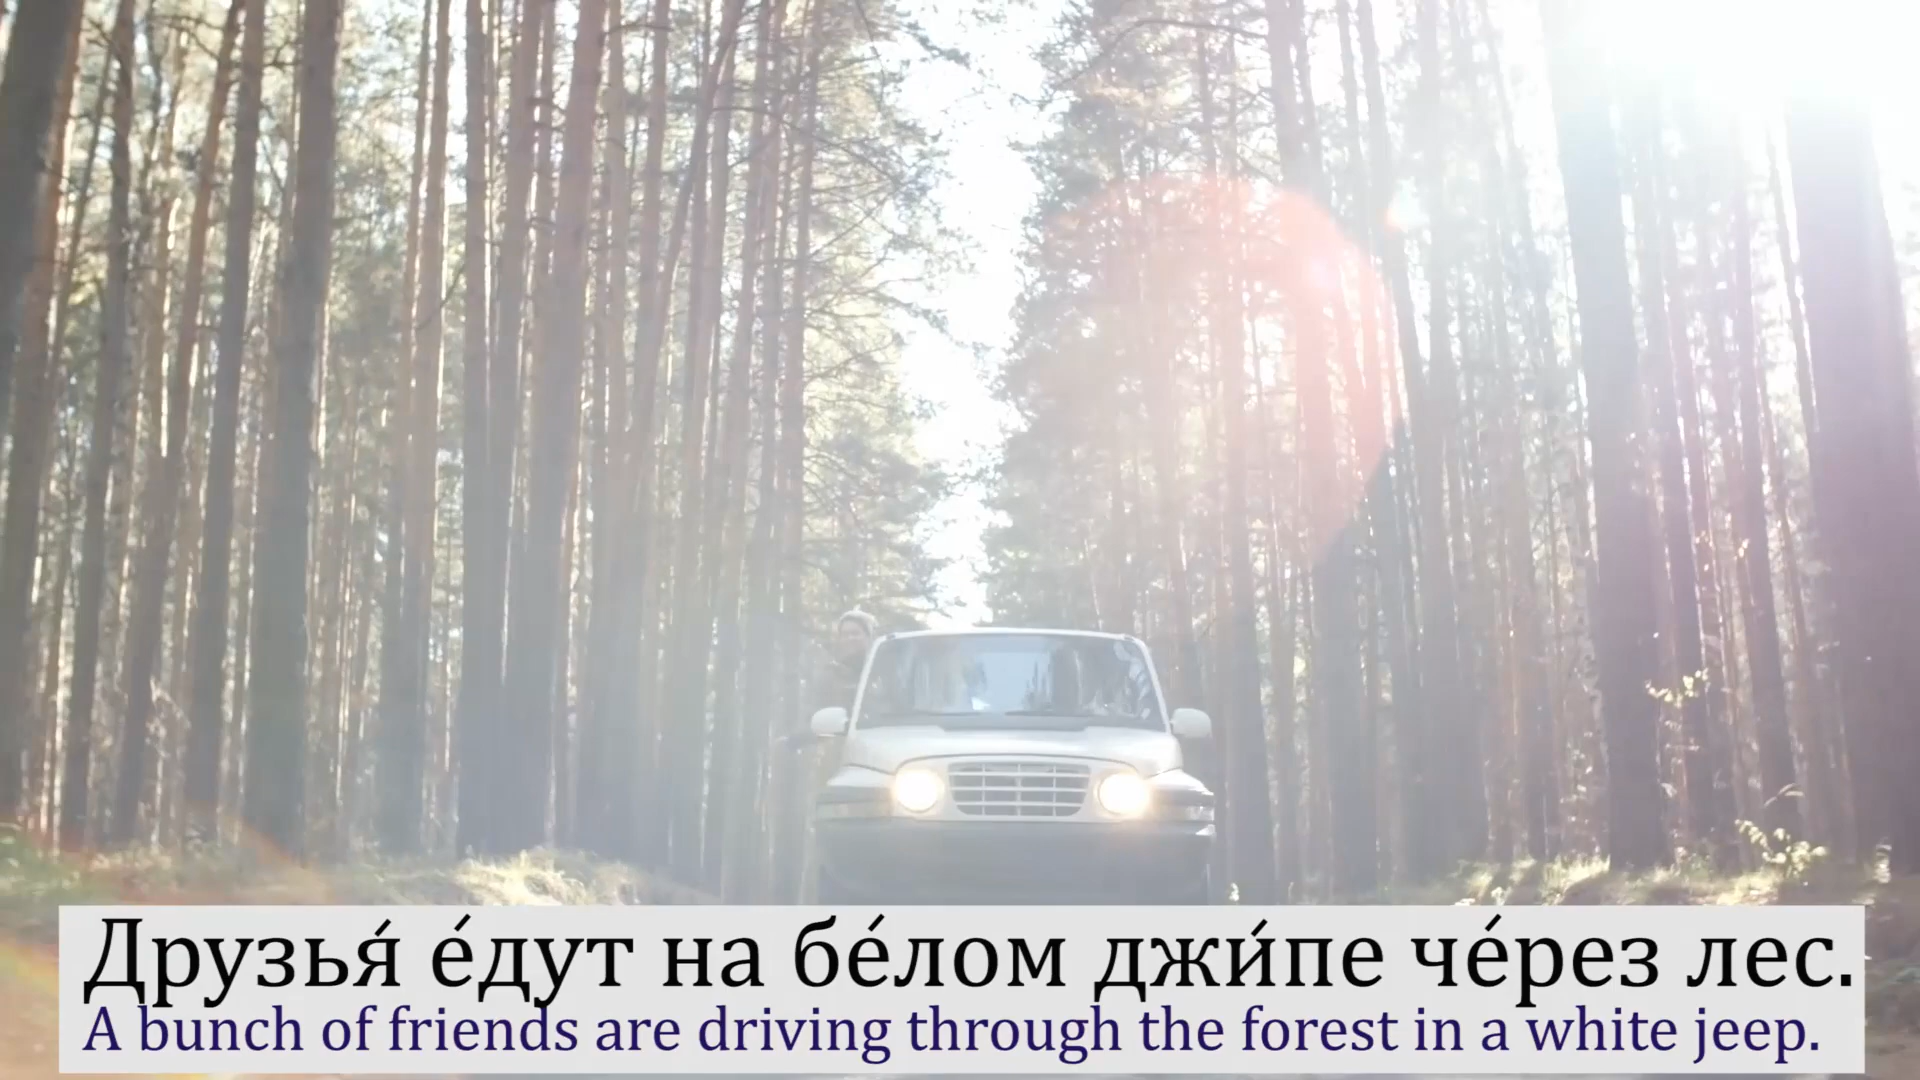 Друзья́ е́дут на бе́лом джи́пе че́рез лес.
A bunch of friends are driving through the forest in a white jeep.